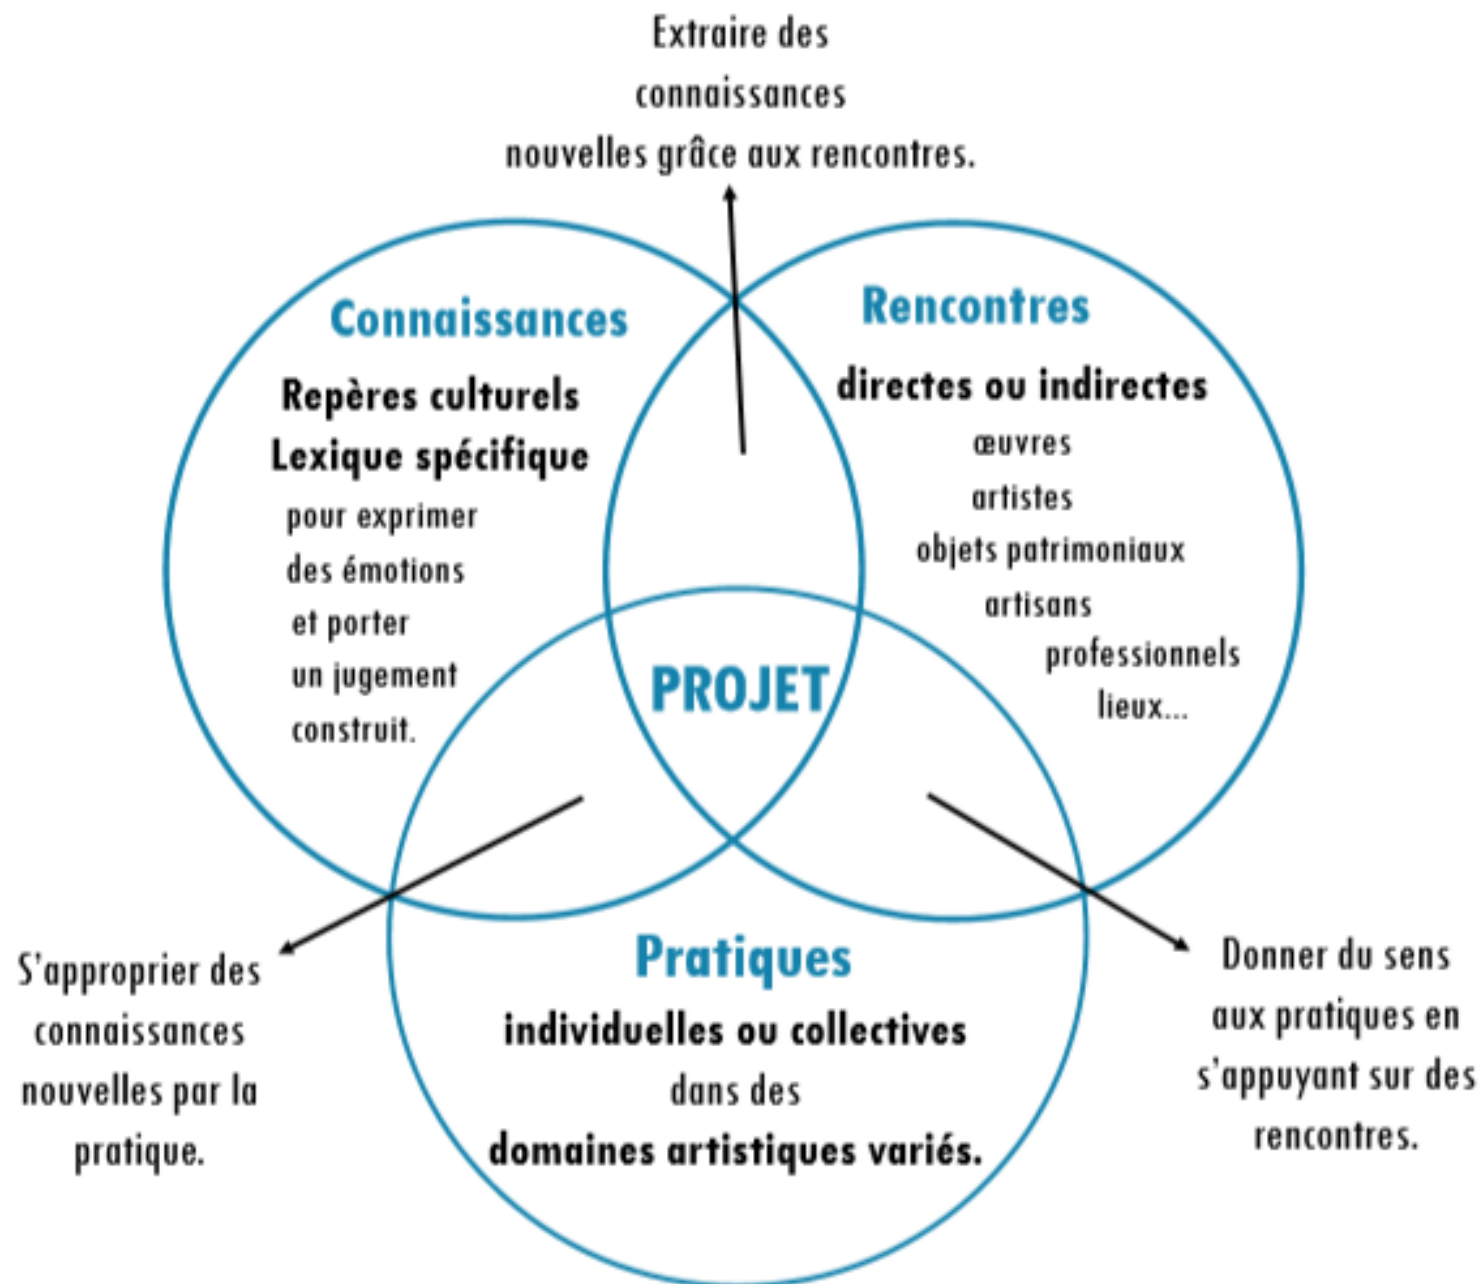 Extraire des
connaissances
nouvelles grâce aux rencontres.
Connaissances
Repères culturels
Lexique spécifique
pour exprimer
des émotions
et porter
un jugement
construit.
Rencontres
directes ou indirectes
œuvres
artistes
objets patrimoniaux
artisans
professionnels
lieux...
PROJET
S'approprier des
connaissances
nouvelles par la
pratique.
Pratiques
individuelles ou collectives
dans des
domaines artistiques variés.
Donner du sens
aux pratiques en
s'appuyant sur des
rencontres.